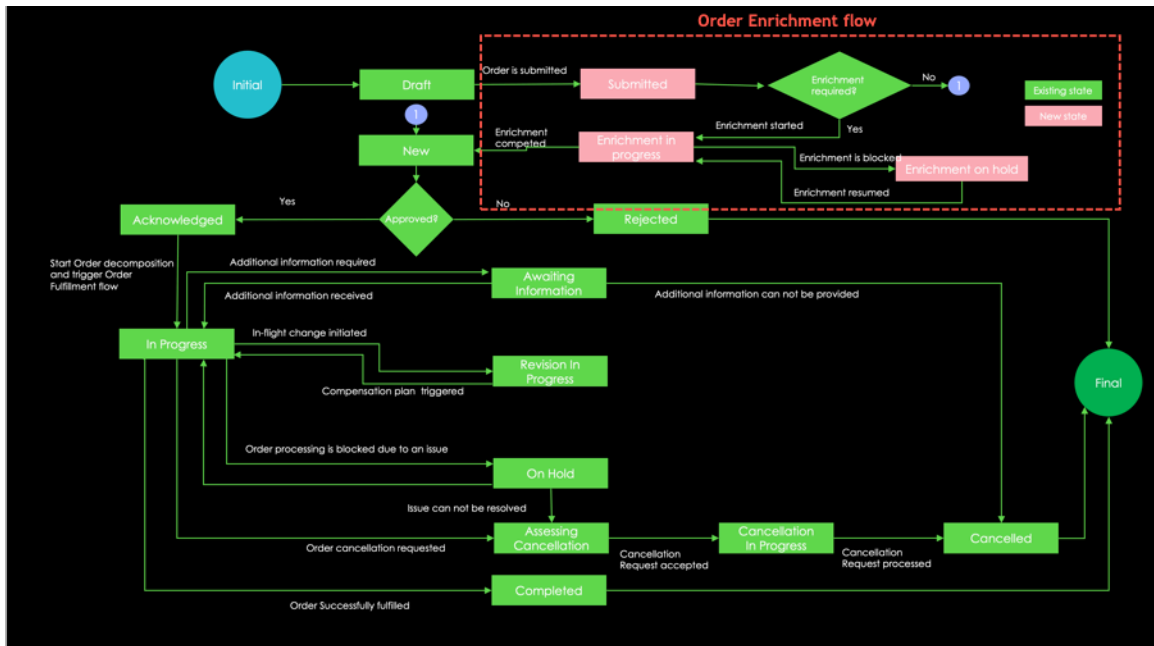 Order Enrichment flow
Initial
Draft
Order is submitted
Submitted
Enrichment
required?
No
1
Existing state
New state
1
Enrichment started
Yes
New
Enrichment
competed
Enrichment in
progress
Enrichment is blocked
Enrichment on hold
Enrichment resumed
Yes
Approved?
No
Acknowledged
Rejected
Start Order decomposition
and trigger Order
Fulfillment flow
Additional information required
Awaiting
Information
Additional information received
Additional information can not be provided
In Progress
In-flight change initiated
Revision In
Progress
Compensation plan triggered
Final
Order processing is blocked due to an issue
On Hold
Issue can not be resolved
Order cancellation requested
Assessing
Cancellation
Cancellation
Request accepted
Cancellation
In Progress
Cancellation
Request processed
Cancelled
Completed
Order Successfully fulfilled